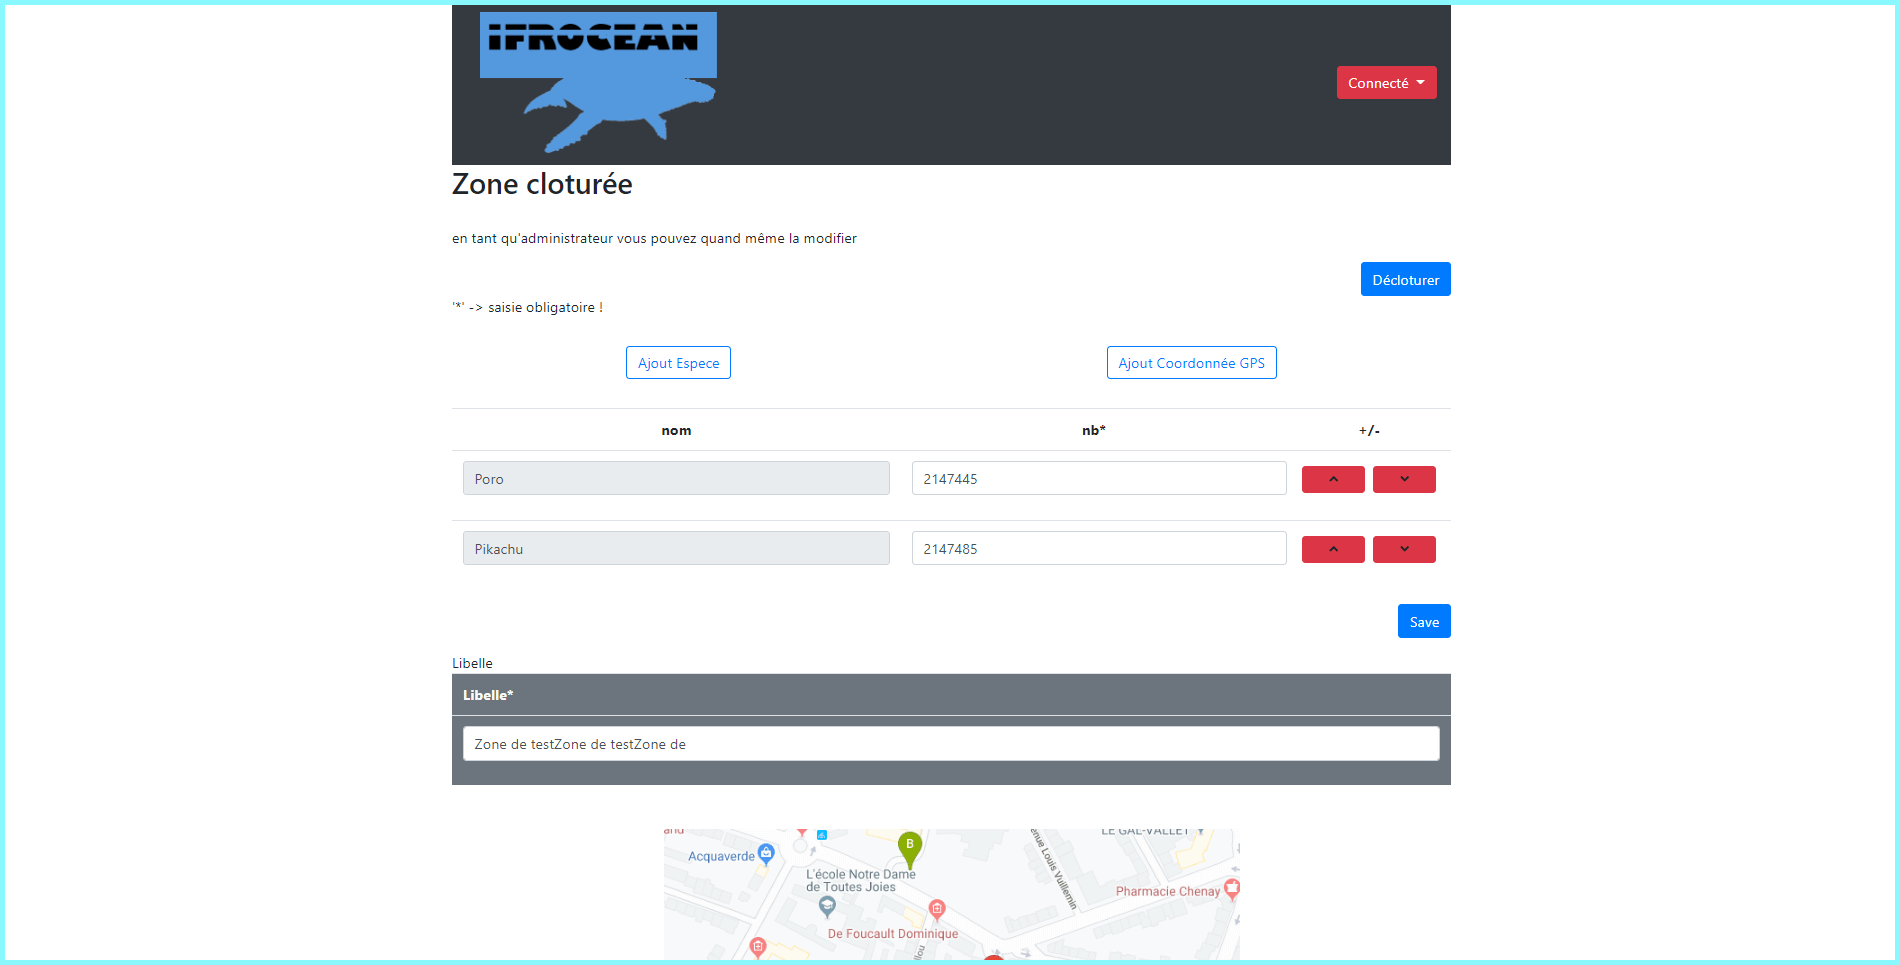 IFROCEAN
Connecté
Zone cloturée
en tant qu'administrateur vous pouvez quand même la modifier
Décloturer
'*' -> saisie obligatoire !
Ajout Espece
Ajout Coordonnée GPS
nom nb* +/-
Poro 2147445
Pikachu 2147485
Save
Libelle
Libelle*
Zone de testZone de testZone de
LE GAL-VALLET
B
Acquaverde
L'école Notre Dame
de Toutes Joies
Louis Vuillemin
Pharmacie Chenay
De Foucault Dominique